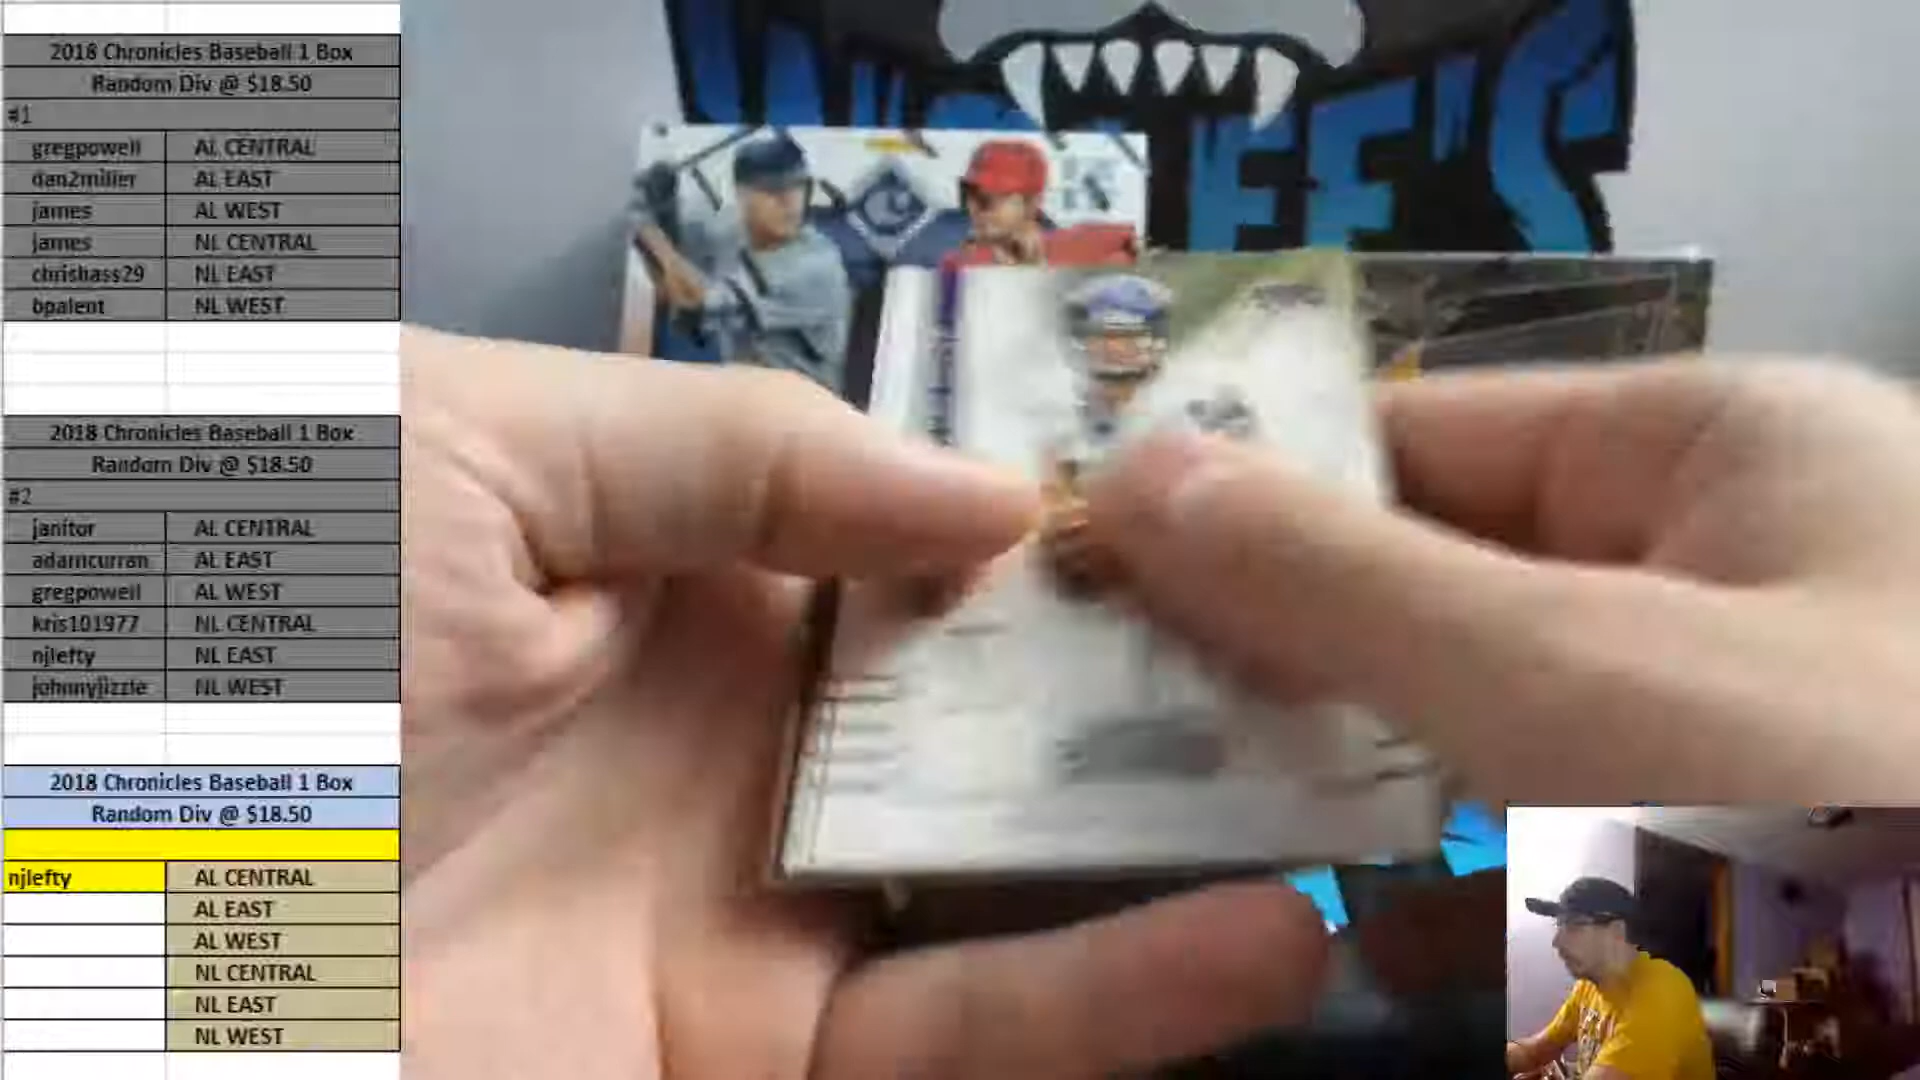 2018 Chronicles Baseball 1 Box
Random Div @ $18.50
#1
gregpowell AL CENTRAL
dan2miller AL EAST
james AL WEST
james NL CENTRAL
chrishass29 NL EAST
bpalent NL WEST
2018 Chronicles Baseball 1 Box
Random Div @ $18.50
#2
janitor AL CENTRAL
adamcurran AL EAST
gregpowell AL WEST
kris101977 NL CENTRAL
njlefty NL EAST
johnnyjizzle NL WEST
2018 Chronicles Baseball 1 Box
Random Div @ $18.50
njlefty AL CENTRAL
AL EAST
AL WEST
NL CENTRAL
NL EAST
NL WEST